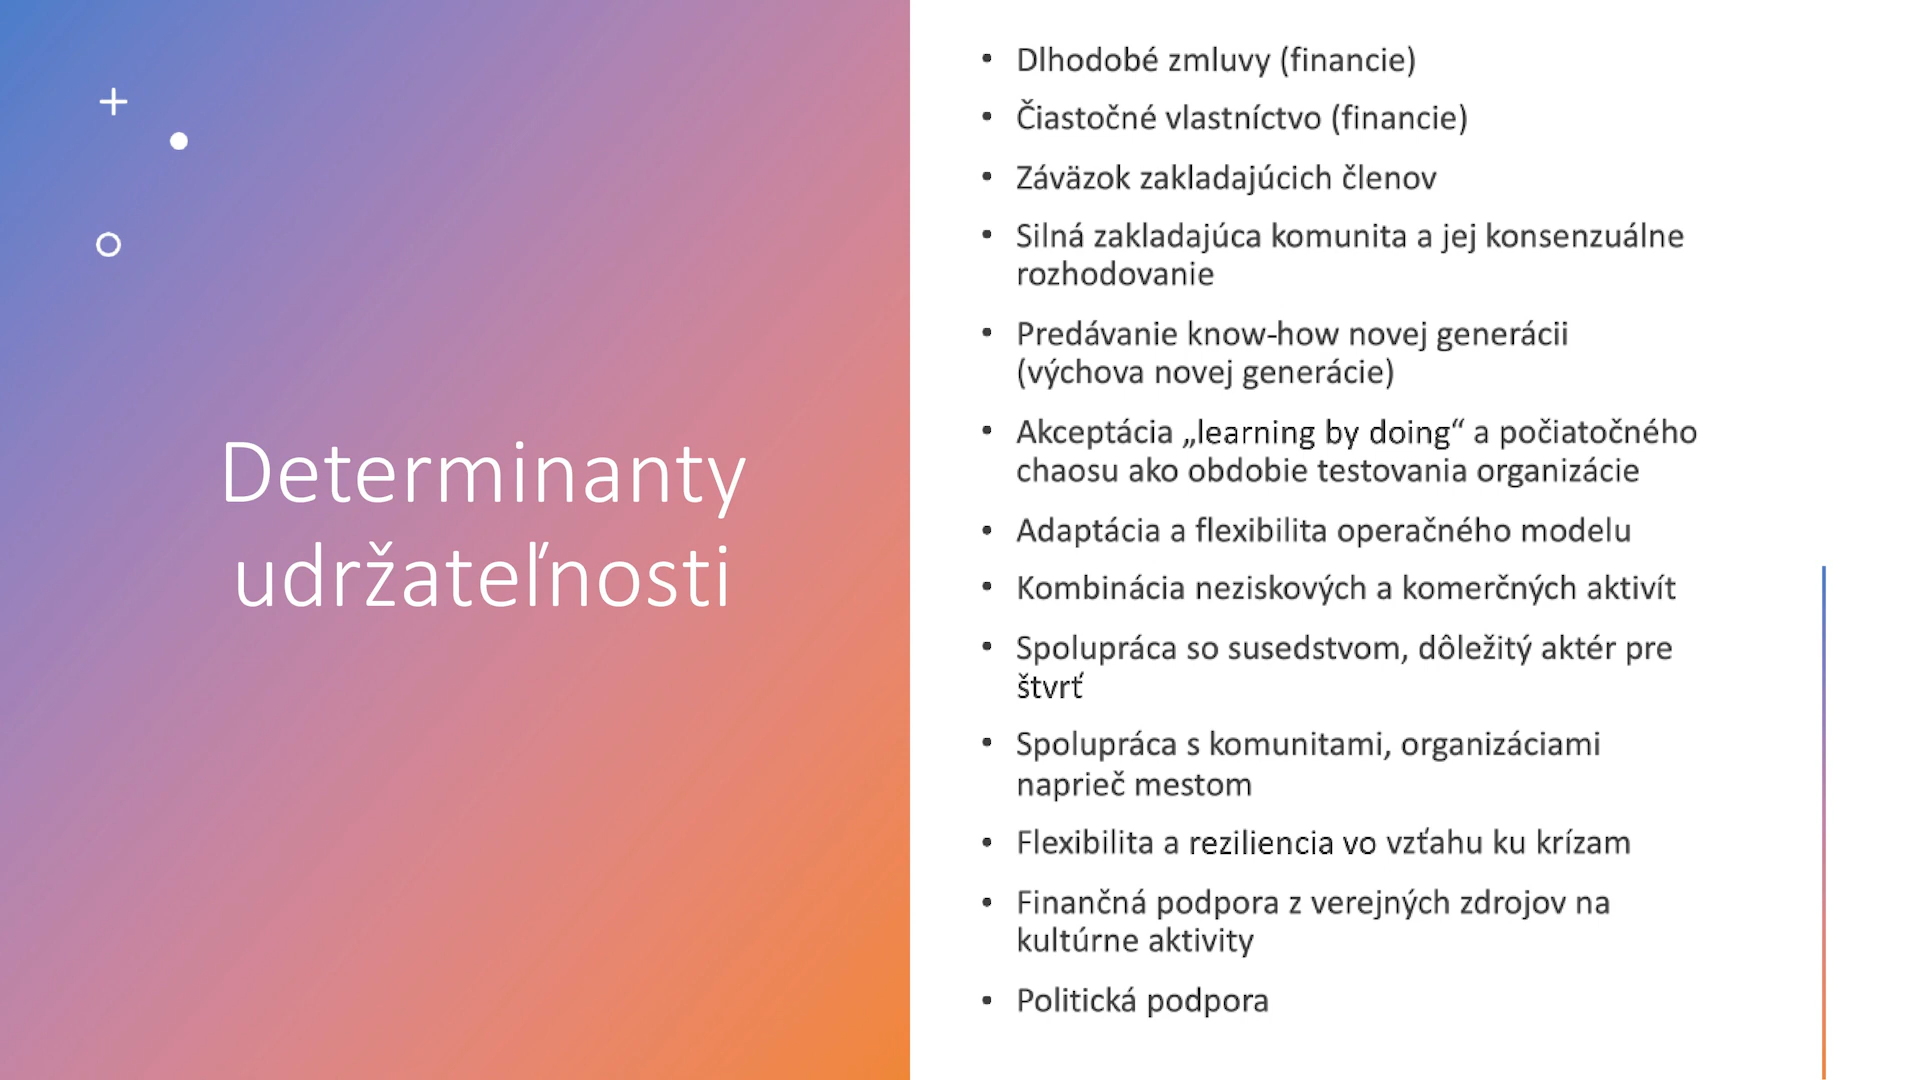 Determinanty
udržateľnosti
• Dlhodobé zmluvy (financie)
• Čiastočné vlastníctvo (financie)
• Záväzok zakladajúcich členov
• Silná zakladajúca komunita a jej konsenzuálne
rozhodovanie
• Predávanie know-how novej generácii
(výchova novej generácie)
• Akceptácia „learning by doing“ a počiatočného
chaosu ako obdobie testovania organizácie
• Adaptácia a flexibilita operačného modelu
• Kombinácia neziskových a komerčných aktivít
• Spolupráca so susedstvom, dôležitý aktér pre
štvrť
• Spolupráca s komunitami, organizáciami
naprieč mestom
• Flexibilita a reziliencia vo vzťahu ku krízam
• Finančná podpora z verejných zdrojov na
kultúrne aktivity
• Politická podpora